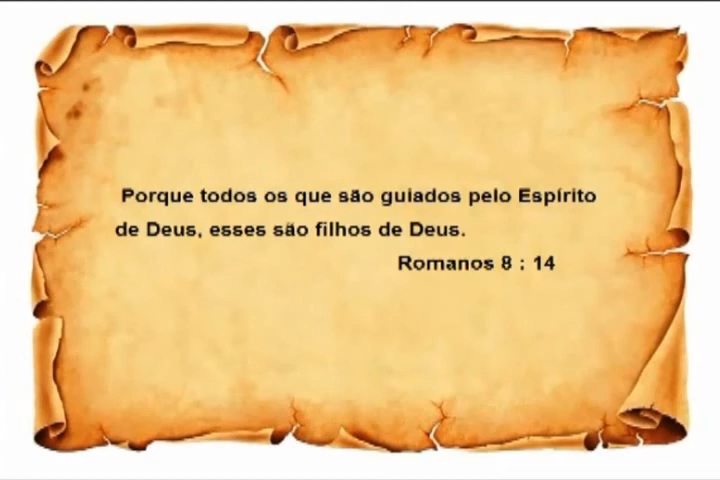 Porque todos os que são guiados pelo Espírito
de Deus, esses são filhos de Deus.
Romanos 8 : 14